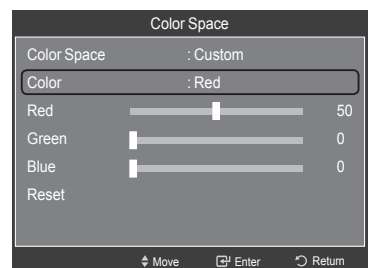 Color Space
Color Space : Custom
Color : Red
Red 50
Green 0
Blue 0
Reset
Move Enter Return